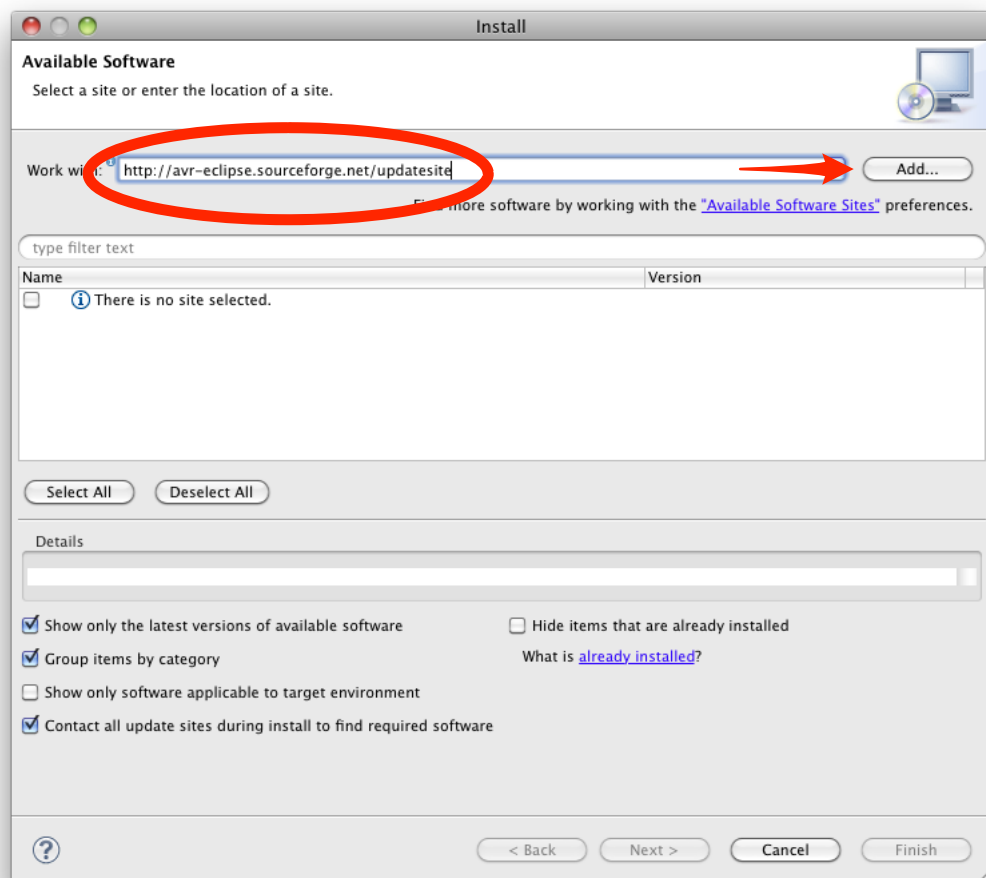 Install
Available Software
Select a site or enter the location of a site.
Work with: http://avr-eclipse.sourceforge.net/updatesite Add...
Find more software by working with the "Available Software Sites" preferences.
type filter text
Name Version
There is no site selected.
Select All Deselect All
Details
Show only the latest versions of available software Hide items that are already installed
Group items by category What is already installed?
Show only software applicable to target environment
Contact all update sites during install to find required software
? < Back Next > Cancel Finish